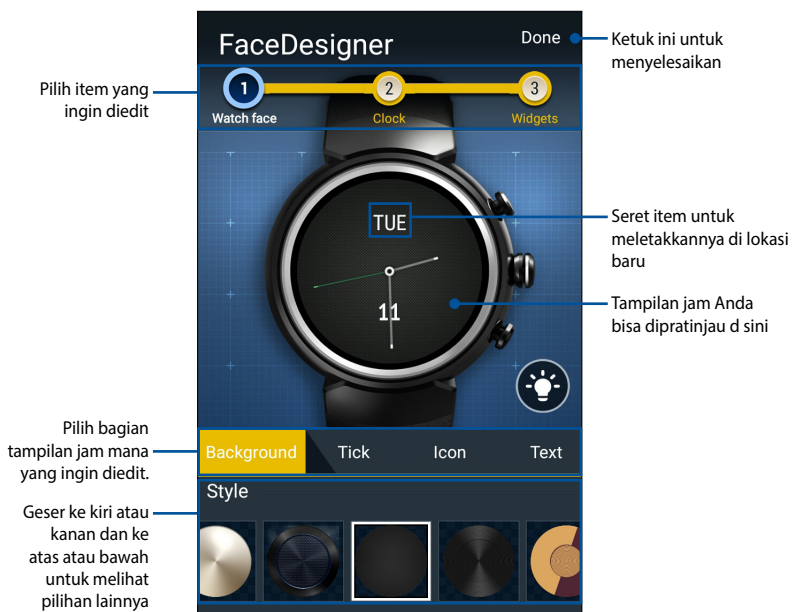 FaceDesigner
Done
Ketuk ini untuk
menyelesaikan
Pilih item yang
ingin diedit
1
2
3
Watch face
Clock
Widgets
TUE
Seret item untuk
meletakkannya di lokasi
baru
11
Tampilan jam Anda
bisa dipratinjau d sini
Pilih bagian
tampilan jam mana
yang ingin diedit.
Background
Tick
Icon
Text
Style
Geser ke kiri atau
kanan dan ke
atas atau bawah
untuk melihat
pilihan lainnya